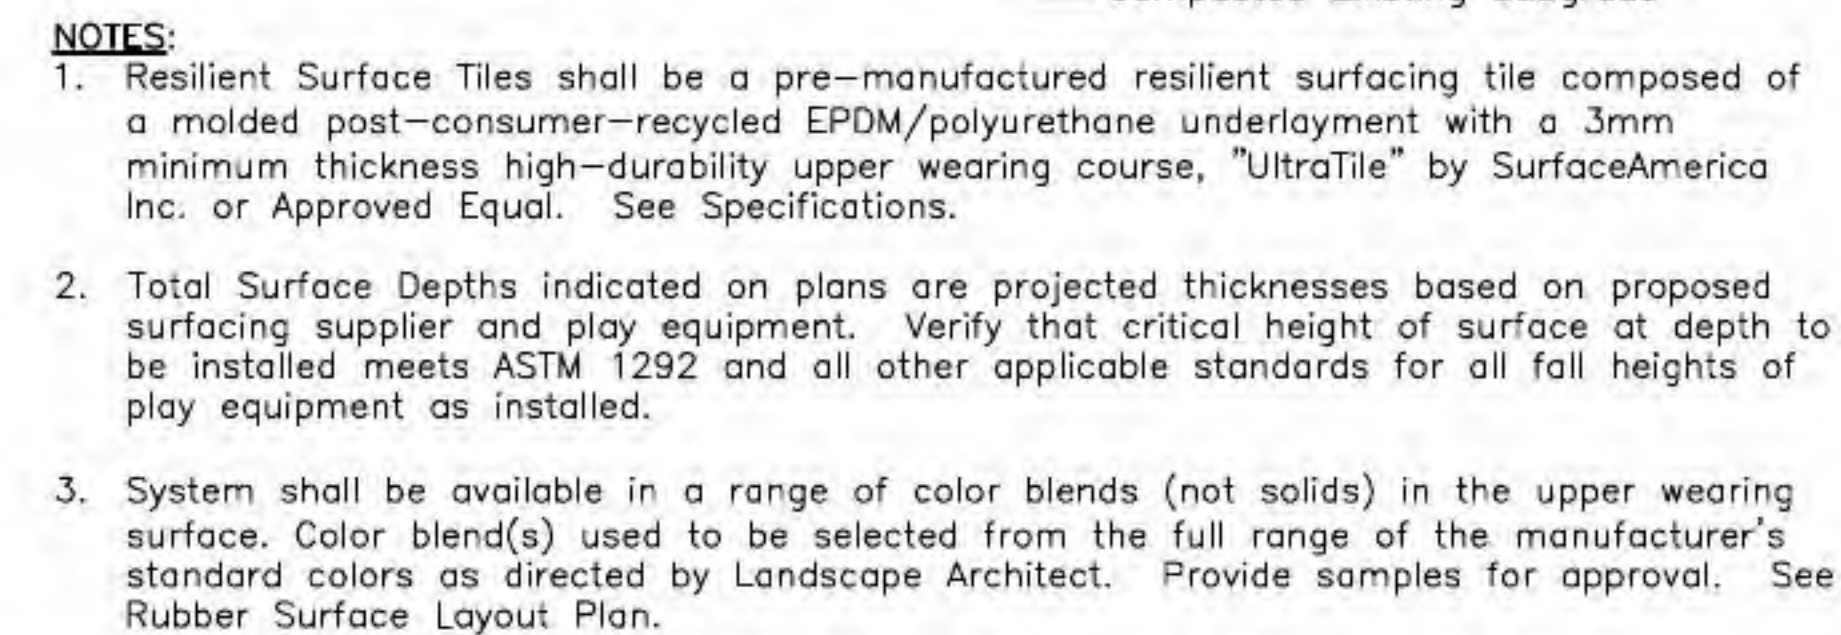 NOTES:
1. Resilient Surface Tiles shall be a pre-manufactured resilient surfacing tile composed of
a molded post-consumer-recycled EPDM/polyurethane underlayment with a 3mm
minimum thickness high-durability upper wearing course, "UltraTile" by SurfaceAmerica
Inc. or Approved Equal. See Specifications.
2. Total Surface Depths indicated on plans are projected thicknesses based on proposed
surfacing supplier and play equipment. Verify that critical height of surface at depth to
be installed meets ASTM 1292 and all other applicable standards for all fall heights of
play equipment as installed.
3. System shall be available in a range of color blends (not solids) in the upper wearing
surface. Color blend(s) used to be selected from the full range of the manufacturer's
standard colors as directed by Landscape Architect. Provide samples for approval. See
Rubber Surface Layout Plan.